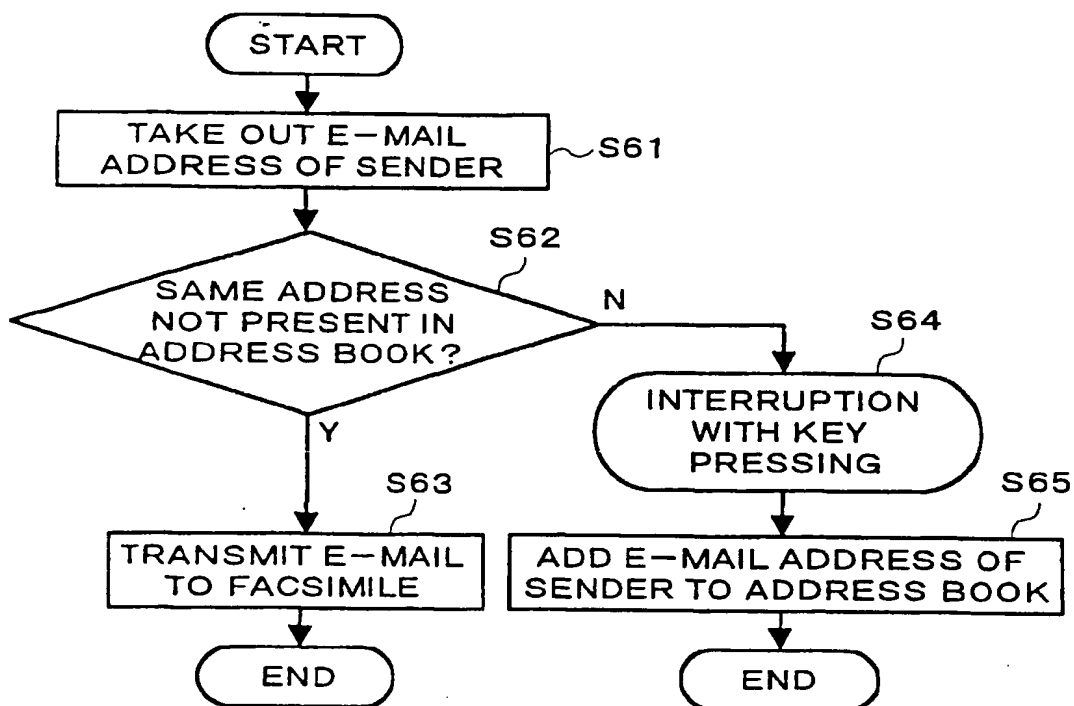 START
TAKE OUT E-MAIL
ADDRESS OF SENDER
S61
S62
SAME ADDRESS
NOT PRESENT IN
ADDRESS BOOK?
N
Y
S64
INTERRUPTION
WITH KEY
PRESSING
S63
TRANSMIT E-MAIL
TO FACSIMILE
S65
ADD E-MAIL ADDRESS OF
SENDER TO ADDRESS BOOK
END
END